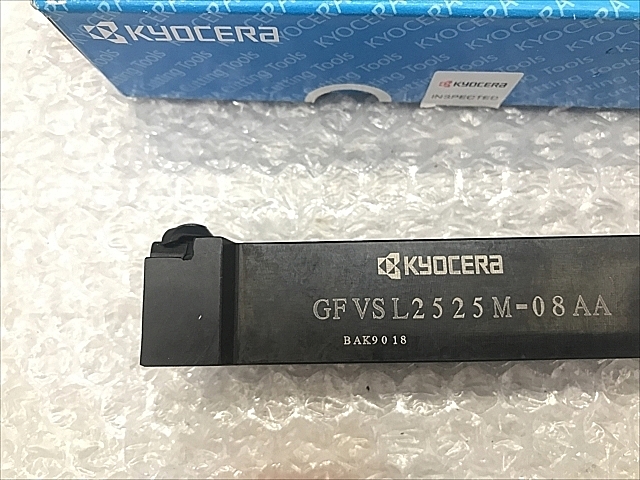 KYOCERA
KYOCERA
INSPECTED
KYOCERA
GFVSL2525M-08AA
BAK9018